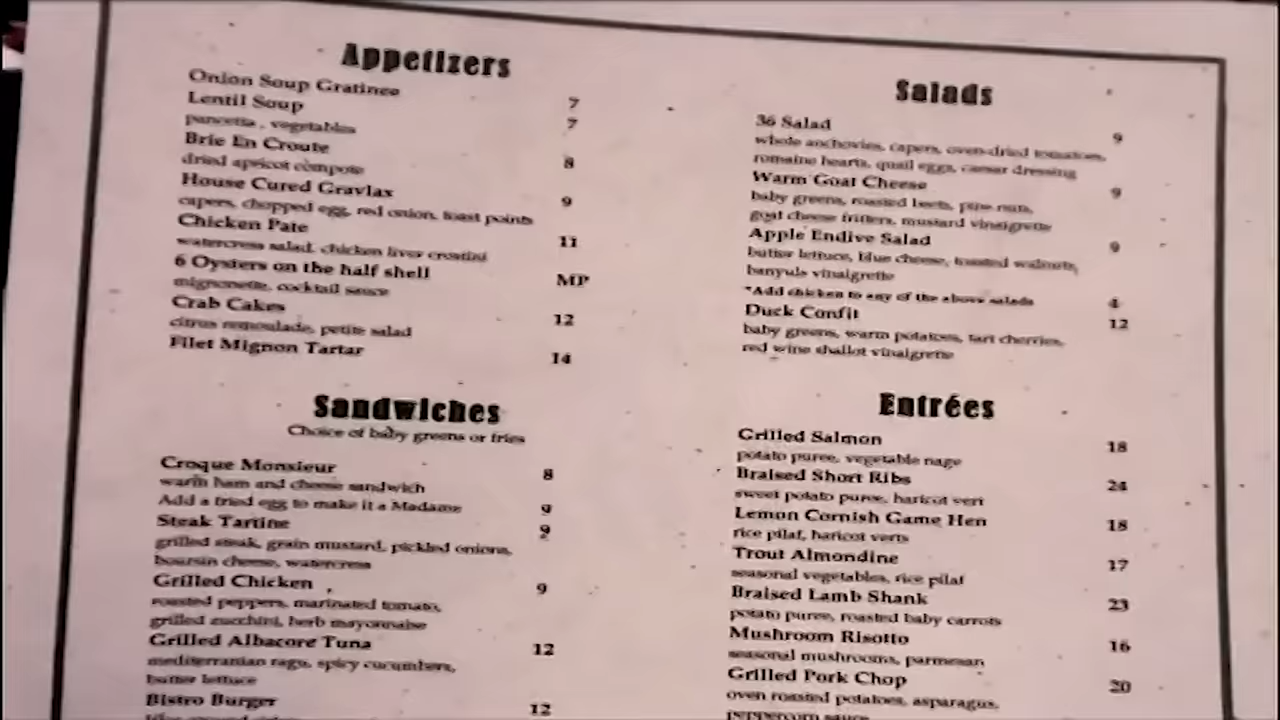 Appetizers
Onion Soup Gratinee 7
Lentil Soup 7
pancetta , vegetables
Brie En Croute 8
dried apricot compote
House Cured Gravlax 9
capers, chopped egg, red onion, toast points
Chicken Pate 11
watercress salad, chicken liver crostini
6 Oysters on the half shell MP
mignonette, cocktail sauce
Crab Cakes 12
citrus remoulade, petite salad
Filet Mignon Tartar 14
Sandwiches
Choice of baby greens or fries
Croque Monsieur 8
warm ham and cheese sandwich
Add a fried egg to make it a Madame 9
Steak Tartine 9
grilled steak, grain mustard, pickled onions,
boursin cheese, watercress
Grilled Chicken 9
roasted peppers, marinated tomato,
grilled zucchini, herb mayonnaise
Grilled Albacore Tuna 12
mediterranian ragu, spicy cucumbers,
butter lettuce
Bistro Burger 12
Salads
36 Salad 9
whole anchovies, capers, oven-dried tomatoes,
romaine hearts, quail eggs, caesar dressing
Warm Goat Cheese 9
baby greens, roasted beets, pine nuts,
goat cheese fritters, mustard vinaigrette
Apple Endive Salad 9
butter lettuce, blue cheese, toasted walnuts,
banyuls vinaigrette
*Add chicken to any of the above salads 4
Duck Confit 12
baby greens, warm potatoes, tart cherries,
red wine shallot vinaigrette
Entrées
Grilled Salmon 18
potato puree, vegetable nage
Braised Short Ribs 24
sweet potato puree, haricot vert
Lemon Cornish Game Hen 18
rice pilaf, haricot verts
Trout Almondine 17
seasonal vegetables, rice pilaf
Braised Lamb Shank 23
potato puree, roasted baby carrots
Mushroom Risotto 16
seasonal mushrooms, parmesan
Grilled Pork Chop 20
oven roasted potatoes, asparagus,
peppercorn sauce